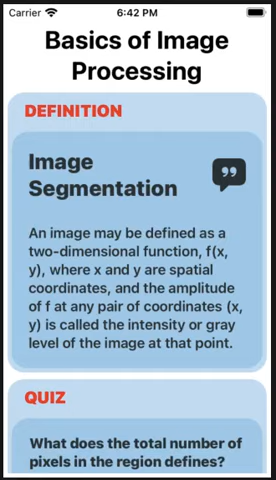 Carrier 6:42 PM
Basics of Image
Processing
DEFINITION
Image
Segmentation
An image may be defined as a
two-dimensional function, f(x,
y), where x and y are spatial
coordinates, and the amplitude
of f at any pair of coordinates (x,
y) is called the intensity or gray
level of the image at that point.
QUIZ
What does the total number of
pixels in the region defines?